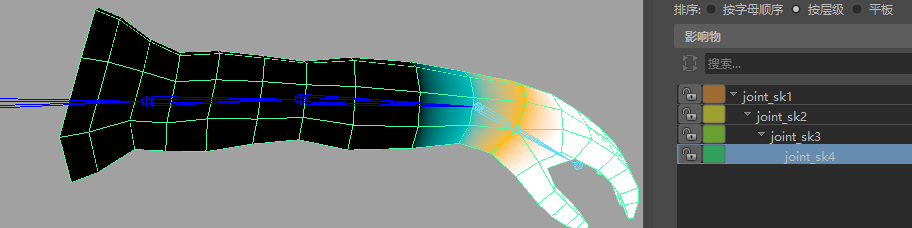 排序: 按字母顺序 按层级 平板
影响物
搜索...
joint_sk1
joint_sk2
joint_sk3
joint_sk4